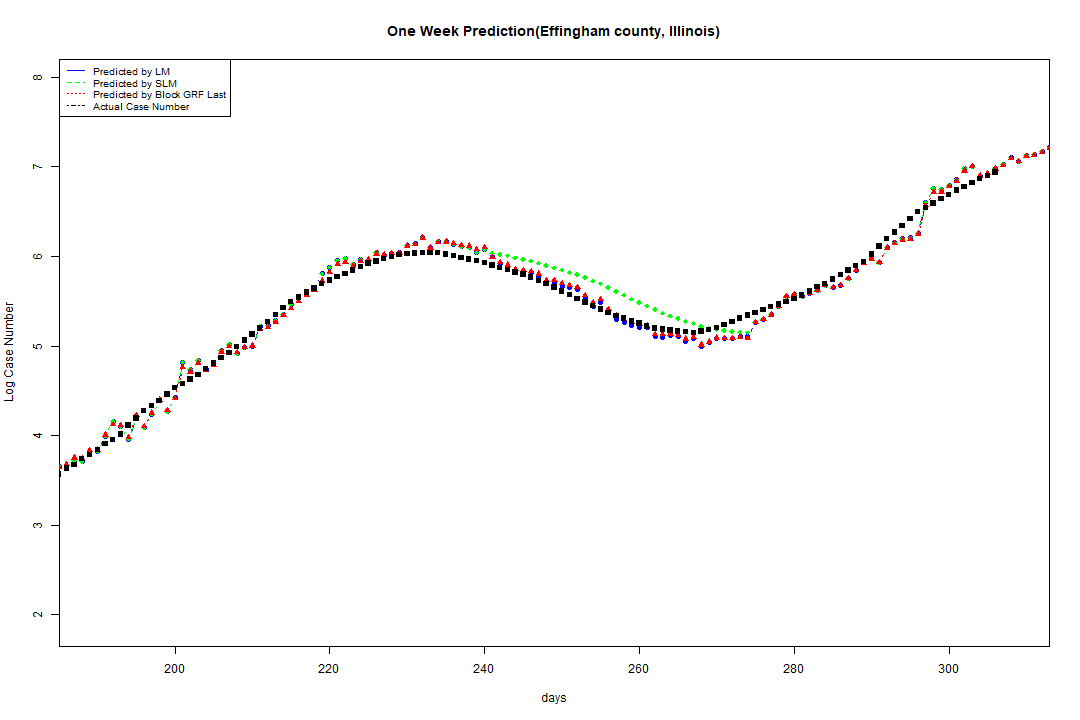 One Week Prediction(Effingham county, Illinois)
Predicted by LM
Predicted by SLM
Predicted by Block GRF Last
Actual Case Number
8
7
6
5
4
3
2
Log Case Number
200 220 240 260 280 300
days